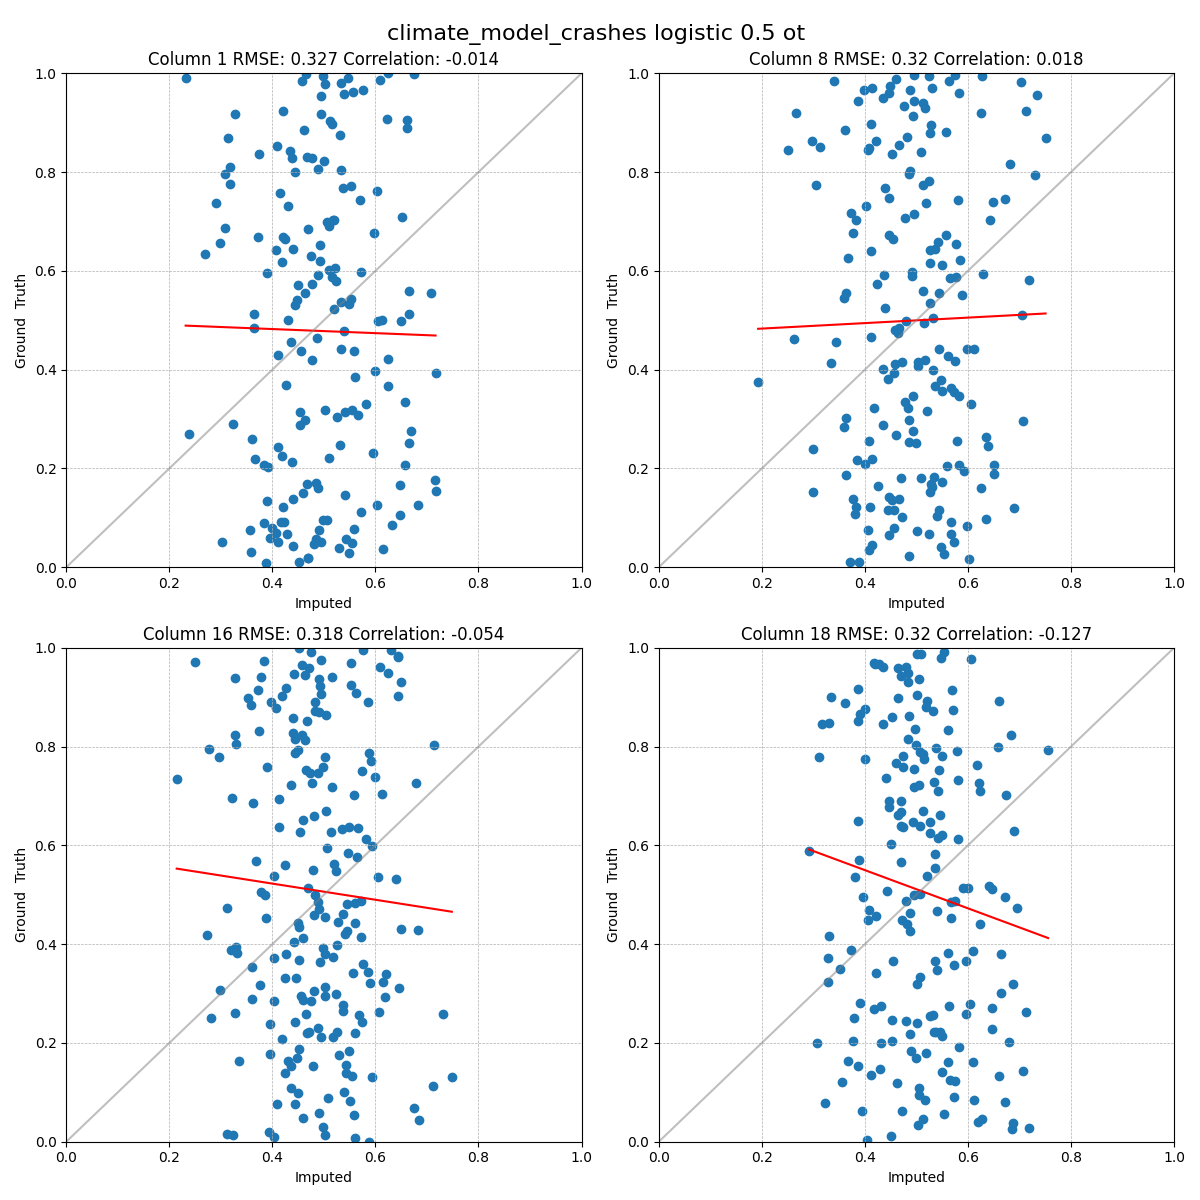 climate_model_crashes logistic 0.5 ot
Column 1 RMSE: 0.327 Correlation: -0.014
1.0
0.8
0.6
0.4
0.2
0.0
Ground Truth
0.0 0.2 0.4 0.6 0.8 1.0
Imputed
Column 8 RMSE: 0.32 Correlation: 0.018
1.0
0.8
0.6
0.4
0.2
0.0
Ground Truth
0.0 0.2 0.4 0.6 0.8 1.0
Imputed
Column 16 RMSE: 0.318 Correlation: -0.054
1.0
0.8
0.6
0.4
0.2
0.0
Ground Truth
0.0 0.2 0.4 0.6 0.8 1.0
Imputed
Column 18 RMSE: 0.32 Correlation: -0.127
1.0
0.8
0.6
0.4
0.2
0.0
Ground Truth
0.0 0.2 0.4 0.6 0.8 1.0
Imputed